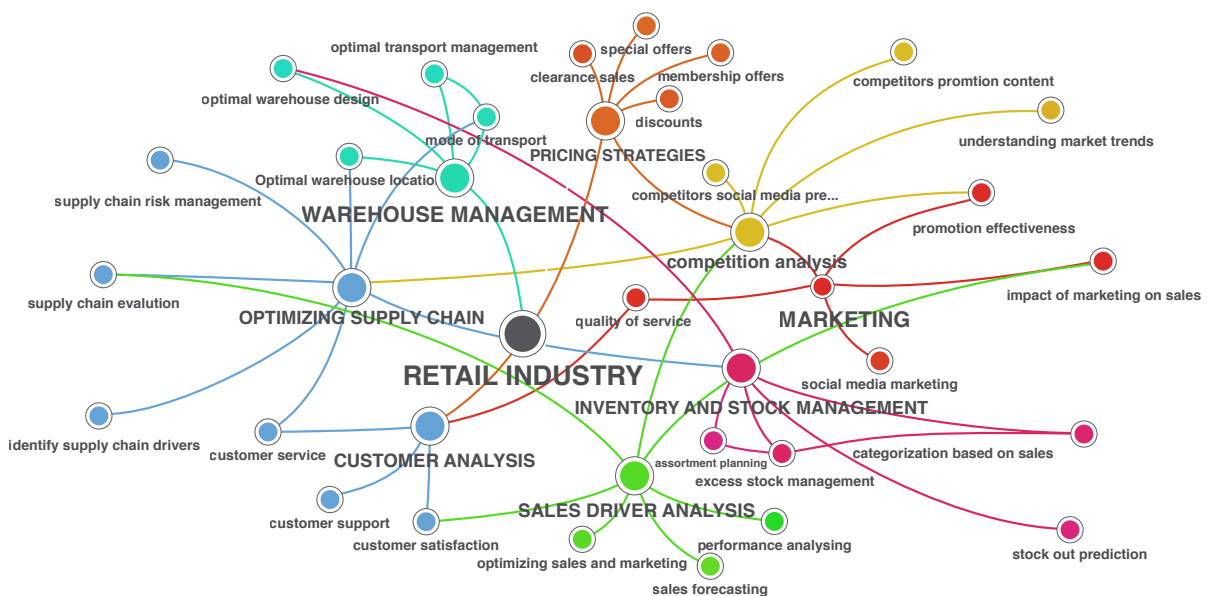 optimal transport management
special offers
clearance sales
membership offers
competitors promtion content
optimal warehouse design
discounts
mode of transport
understanding market trends
PRICING STRATEGIES
Optimal warehouse locatio
competitors social media pre...
supply chain risk management
WAREHOUSE MANAGEMENT
promotion effectiveness
competition analysis
supply chain evalution
impact of marketing on sales
OPTIMIZING SUPPLY CHAIN
quality of service
MARKETING
RETAIL INDUSTRY
social media marketing
INVENTORY AND STOCK MANAGEMENT
identify supply chain drivers
customer service
CUSTOMER ANALYSIS
assortment planning
categorization based on sales
excess stock management
SALES DRIVER ANALYSIS
customer support
customer satisfaction
performance analysing
stock out prediction
optimizing sales and marketing
sales forecasting